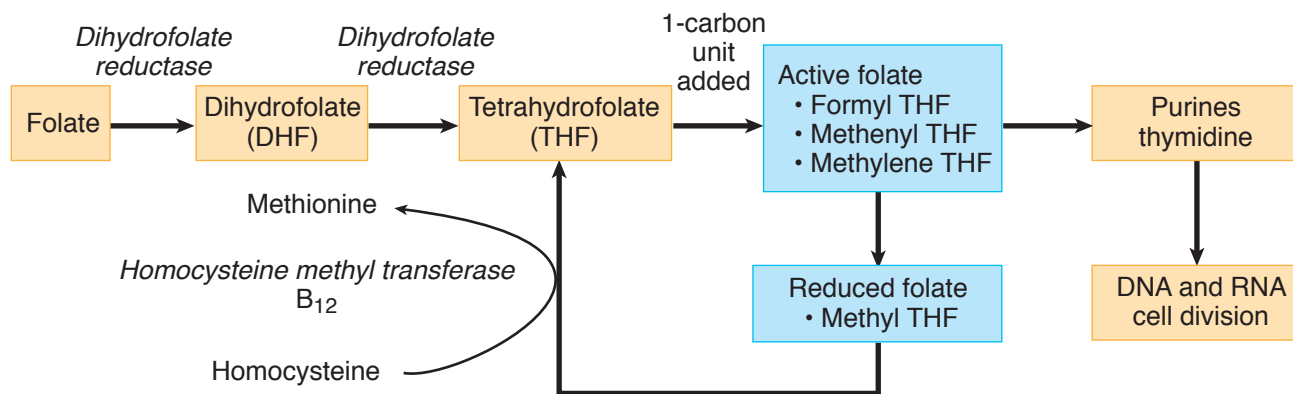 Dihydrofolate
reductase
Dihydrofolate
reductase
1-carbon
unit
added
Folate
Dihydrofolate
(DHF)
Tetrahydrofolate
(THF)
Active folate
• Formyl THF
• Methenyl THF
• Methylene THF
Purines
thymidine
Methionine
Homocysteine methyl transferase
B₁₂
Homocysteine
Reduced folate
• Methyl THF
DNA and RNA
cell division